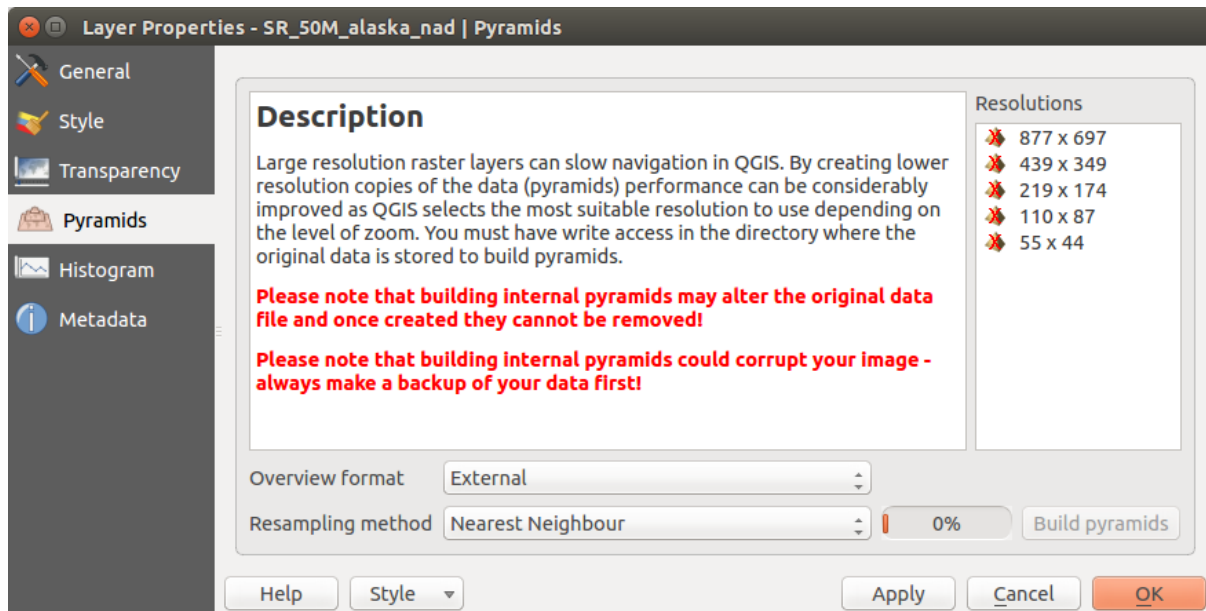 Layer Properties - SR_50M_alaska_nad | Pyramids
General
Style
Transparency
Pyramids
Histogram
Metadata
Description
Large resolution raster layers can slow navigation in QGIS. By creating lower
resolution copies of the data (pyramids) performance can be considerably
improved as QGIS selects the most suitable resolution to use depending on
the level of zoom. You must have write access in the directory where the
original data is stored to build pyramids.
Please note that building internal pyramids may alter the original data
file and once created they cannot be removed!
Please note that building internal pyramids could corrupt your image -
always make a backup of your data first!
Resolutions
877 x 697
439 x 349
219 x 174
110 x 87
55 x 44
Overview format External
Resampling method Nearest Neighbour 0% Build pyramids
Help Style Apply Cancel OK